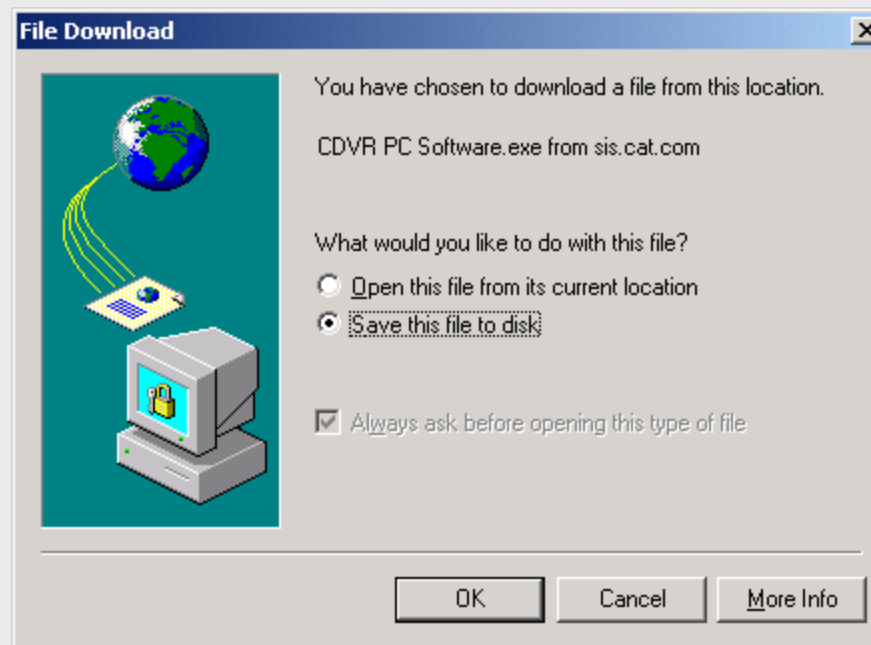 File Download
You have chosen to download a file from this location.
CDVR PC Software.exe from sis.cat.com
What would you like to do with this file?
Open this file from its current location
Save this file to disk
Always ask before opening this type of file
OK Cancel More Info